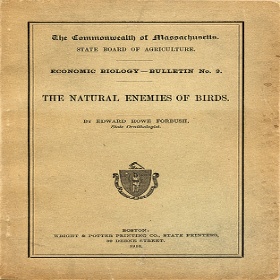 The Commonwealth of Massachusetts.
STATE BOARD OF AGRICULTURE.
ECONOMIC BIOLOGY — BULLETIN No. 3.
THE NATURAL ENEMIES OF BIRDS.
BY EDWARD HOWE FORBUSH,
State Ornithologist.
BOSTON:
WRIGHT & POTTER PRINTING CO., STATE PRINTERS,
32 DERNE STREET.
1916.